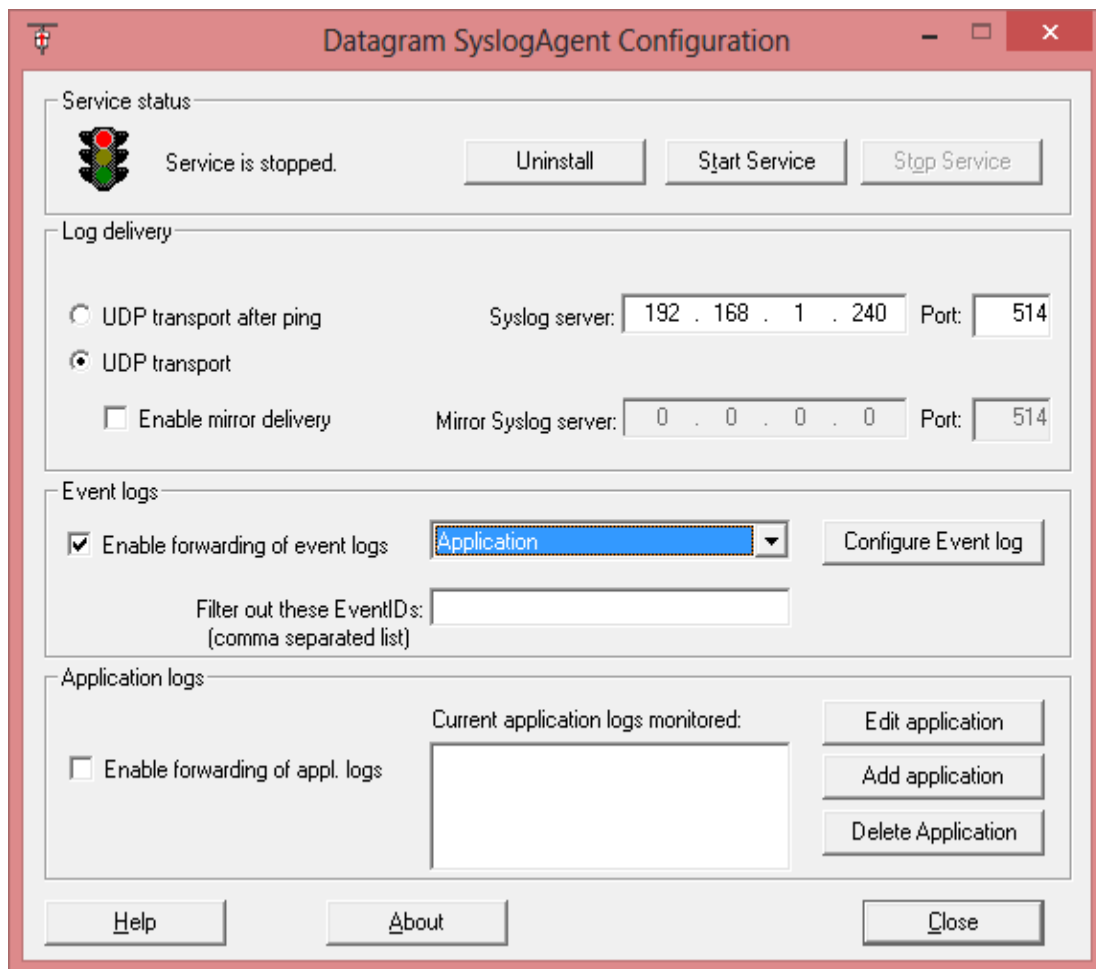 Datagram SyslogAgent Configuration
Service status
Service is stopped.
Uninstall
Start Service
Stop Service
Log delivery
UDP transport after ping
Syslog server: 192 . 168 . 1 . 240 Port: 514
UDP transport
Enable mirror delivery
Mirror Syslog server: 0 . 0 . 0 . 0 Port: 514
Event logs
Enable forwarding of event logs
Application
Configure Event log
Filter out these EventIDs:
(comma separated list)
Application logs
Current application logs monitored:
Edit application
Enable forwarding of appl. logs
Add application
Delete Application
Help
About
Close